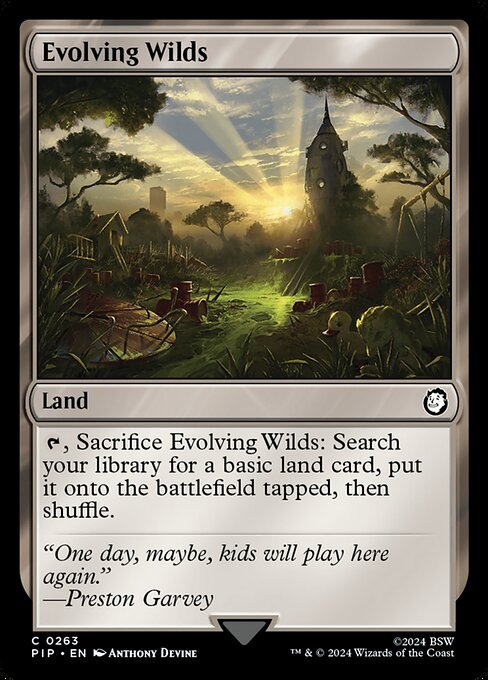 Evolving Wilds
Land
, Sacrifice Evolving Wilds: Search
your library for a basic land card, put
it onto the battlefield tapped, then
shuffle.
“One day, maybe, kids will play here
again.”
—Preston Garvey
C 0263
PIP • EN Anthony Devine
©2024 BSW
™ & © 2024 Wizards of the Coast